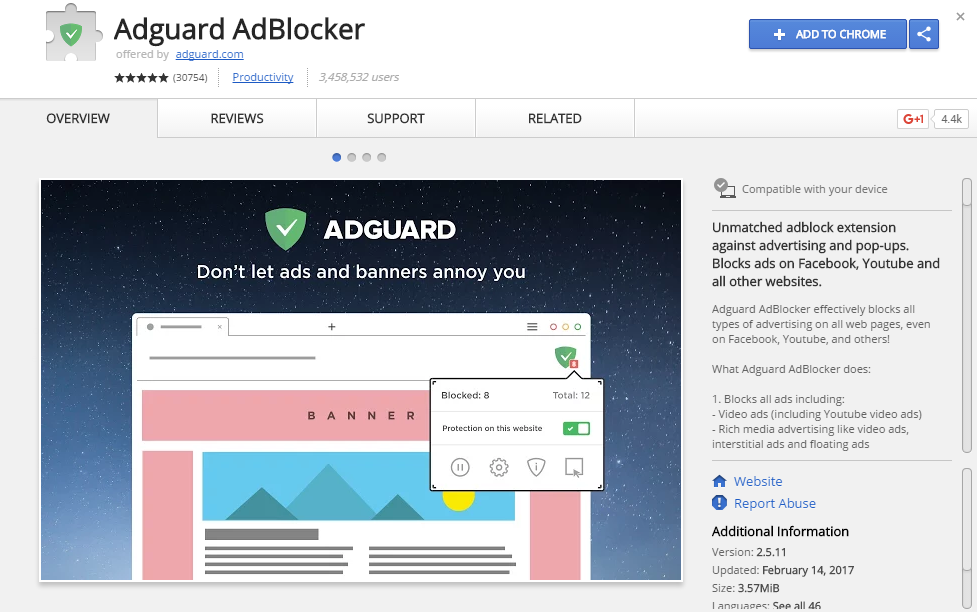 Adguard AdBlocker
offered by adguard.com
(30754) Productivity 3,458,532 users
ADD TO CHROME
OVERVIEW REVIEWS SUPPORT RELATED
G+1 4.4k
ADGUARD
Don't let ads and banners annoy you
Blocked: 8 Total: 12
Protection on this website
BANNER
Compatible with your device
Unmatched adblock extension
against advertising and pop-ups.
Blocks ads on Facebook, Youtube and
all other websites.
Adguard AdBlocker effectively blocks all
types of advertising on all web pages, even
on Facebook, Youtube, and others!
What Adguard AdBlocker does:
1. Blocks all ads including:
- Video ads (including Youtube video ads)
- Rich media advertising like video ads,
interstitial ads and floating ads
Website
Report Abuse
Additional Information
Version: 2.5.11
Updated: February 14, 2017
Size: 3.57MiB
Languages: See all 46